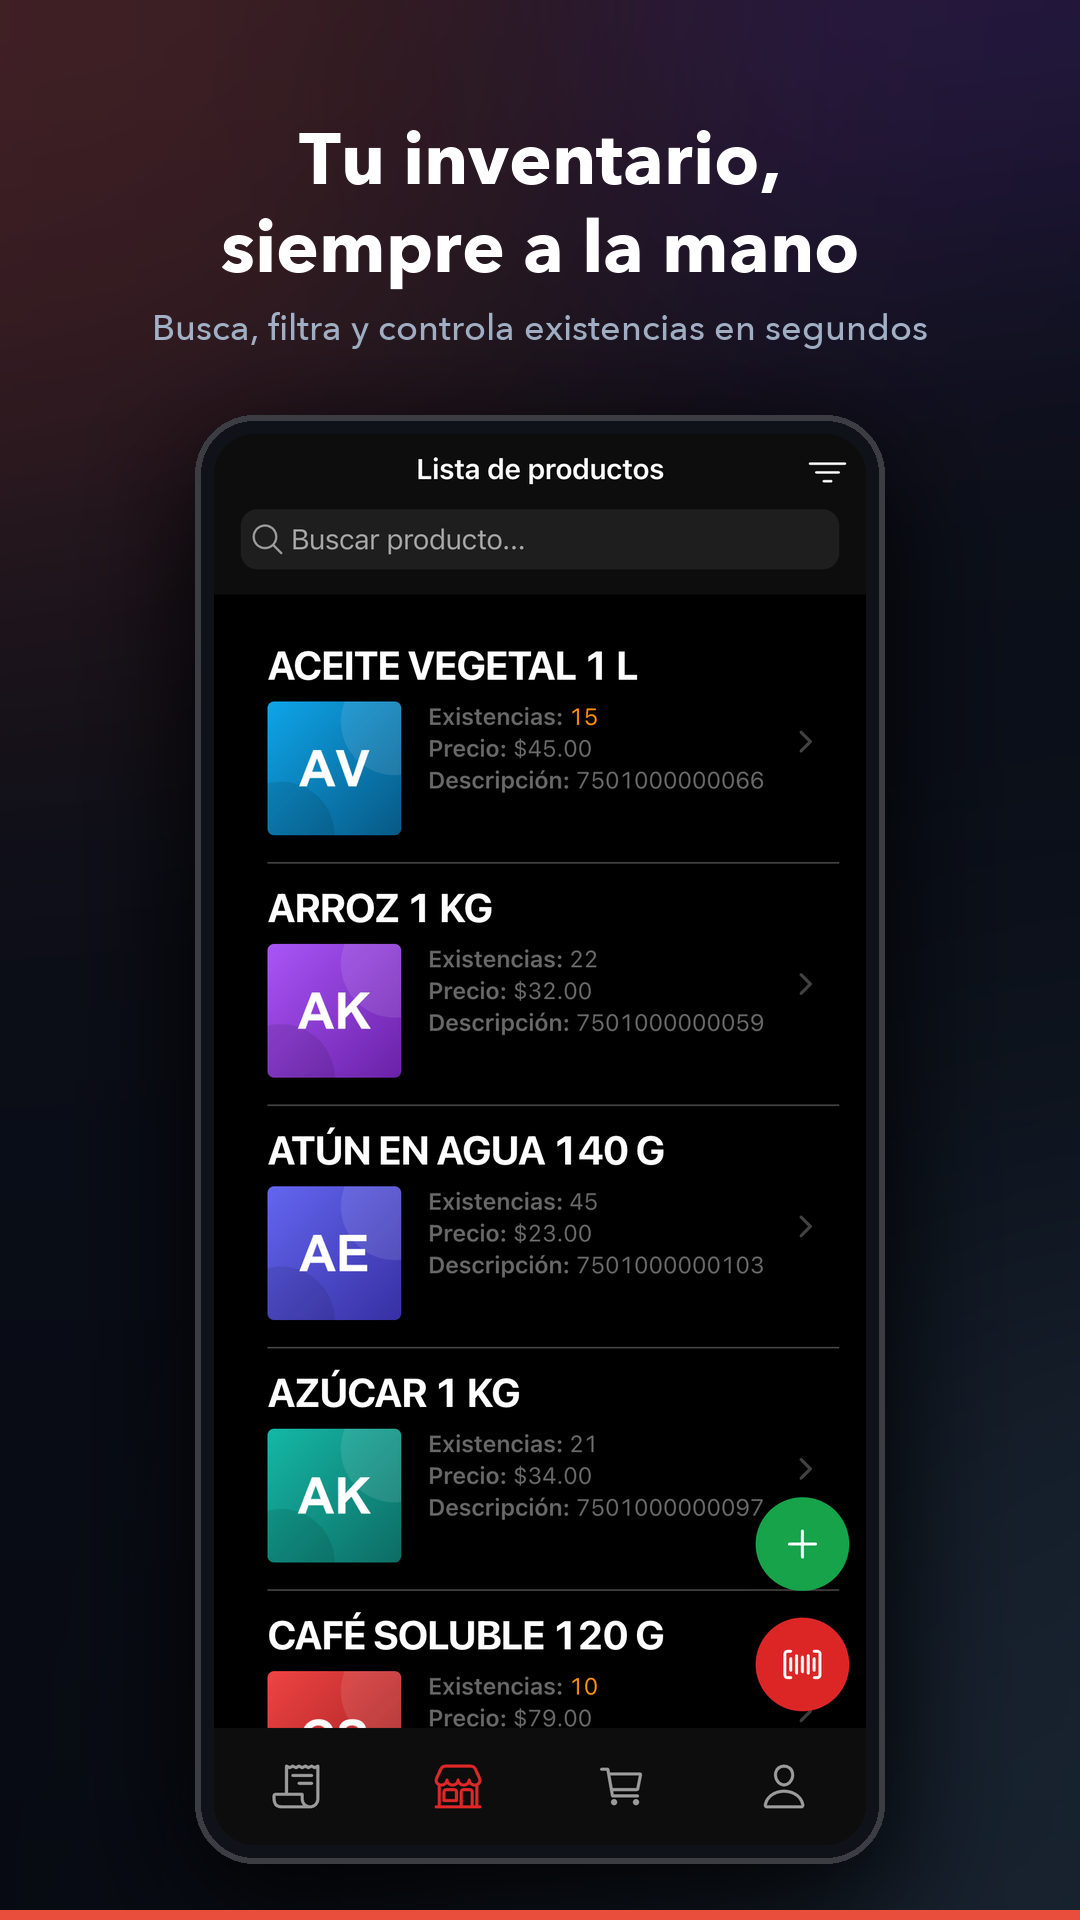 Tu inventario,
siempre a la mano
Busca, filtra y controla existencias en segundos
Lista de productos
Buscar producto...
ACEITE VEGETAL 1 L
AV
Existencias: 15
Precio: $45.00
Descripción: 7501000000066
ARROZ 1 KG
AK
Existencias: 22
Precio: $32.00
Descripción: 7501000000059
ATÚN EN AGUA 140 G
AE
Existencias: 45
Precio: $23.00
Descripción: 7501000000103
AZÚCAR 1 KG
AK
Existencias: 21
Precio: $34.00
Descripción: 7501000000097
CAFÉ SOLUBLE 120 G
Existencias: 10
Precio: $79.00